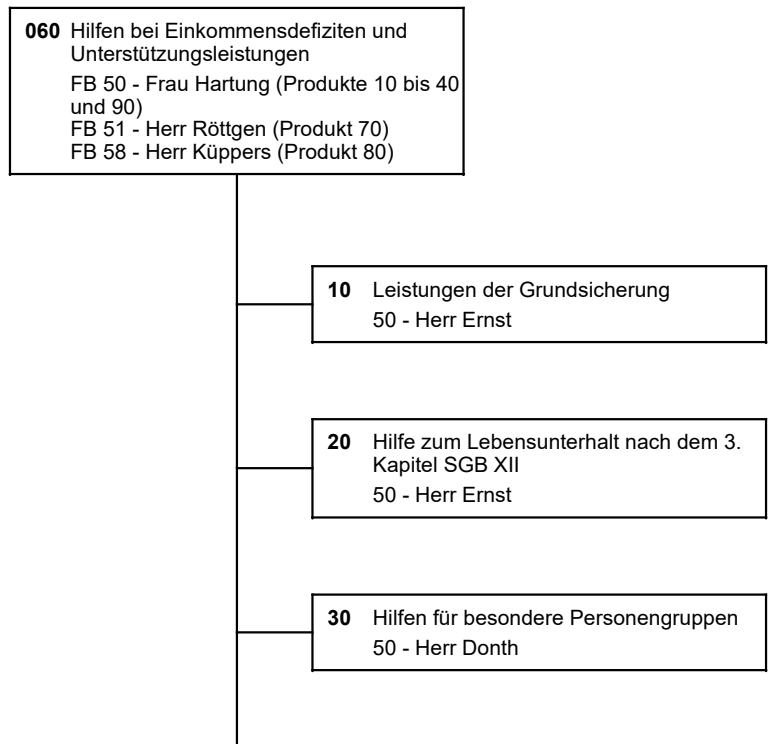 060 Hilfen bei Einkommensdefiziten und
Unterstützungsleistungen
FB 50 - Frau Hartung (Produkte 10 bis 40
und 90)
FB 51 - Herr Röttgen (Produkt 70)
FB 58 - Herr Küppers (Produkt 80)
10 Leistungen der Grundsicherung
50 - Herr Ernst
20 Hilfe zum Lebensunterhalt nach dem 3.
Kapitel SGB XII
50 - Herr Ernst
30 Hilfen für besondere Personengruppen
50 - Herr Donth